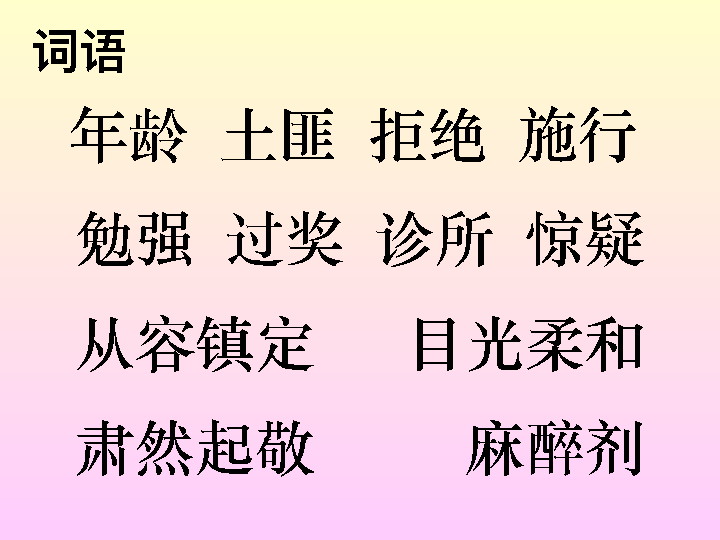 词语
年龄 土匪 拒绝 施行
勉强 过奖 诊所 惊疑
从容镇定 目光柔和
肃然起敬 麻醉剂